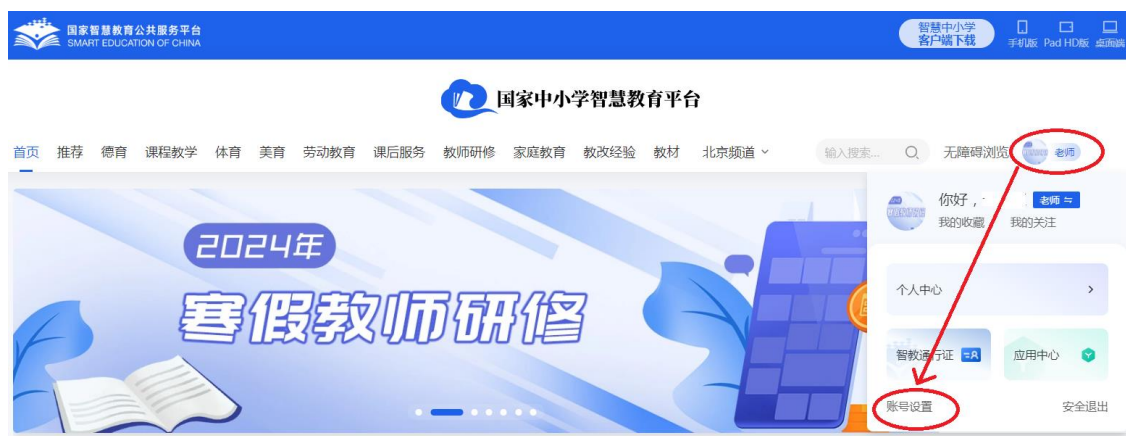 国家智慧教育公共服务平台
SMART EDUCATION OF CHINA
智慧中小学
客户端下载
手机版 Pad HD版 桌面端
国家中小学智慧教育平台
首页 推荐 德育 课程教学 体育 美育 劳动教育 课后服务 教师研修 家庭教育 教改经验 教材 北京频道 输入搜索... 无障碍浏览 老师
你好, 老师
我的收藏 我的关注
2024年
寒假教师研修
个人中心
智教通行证 应用中心
账号设置 安全退出